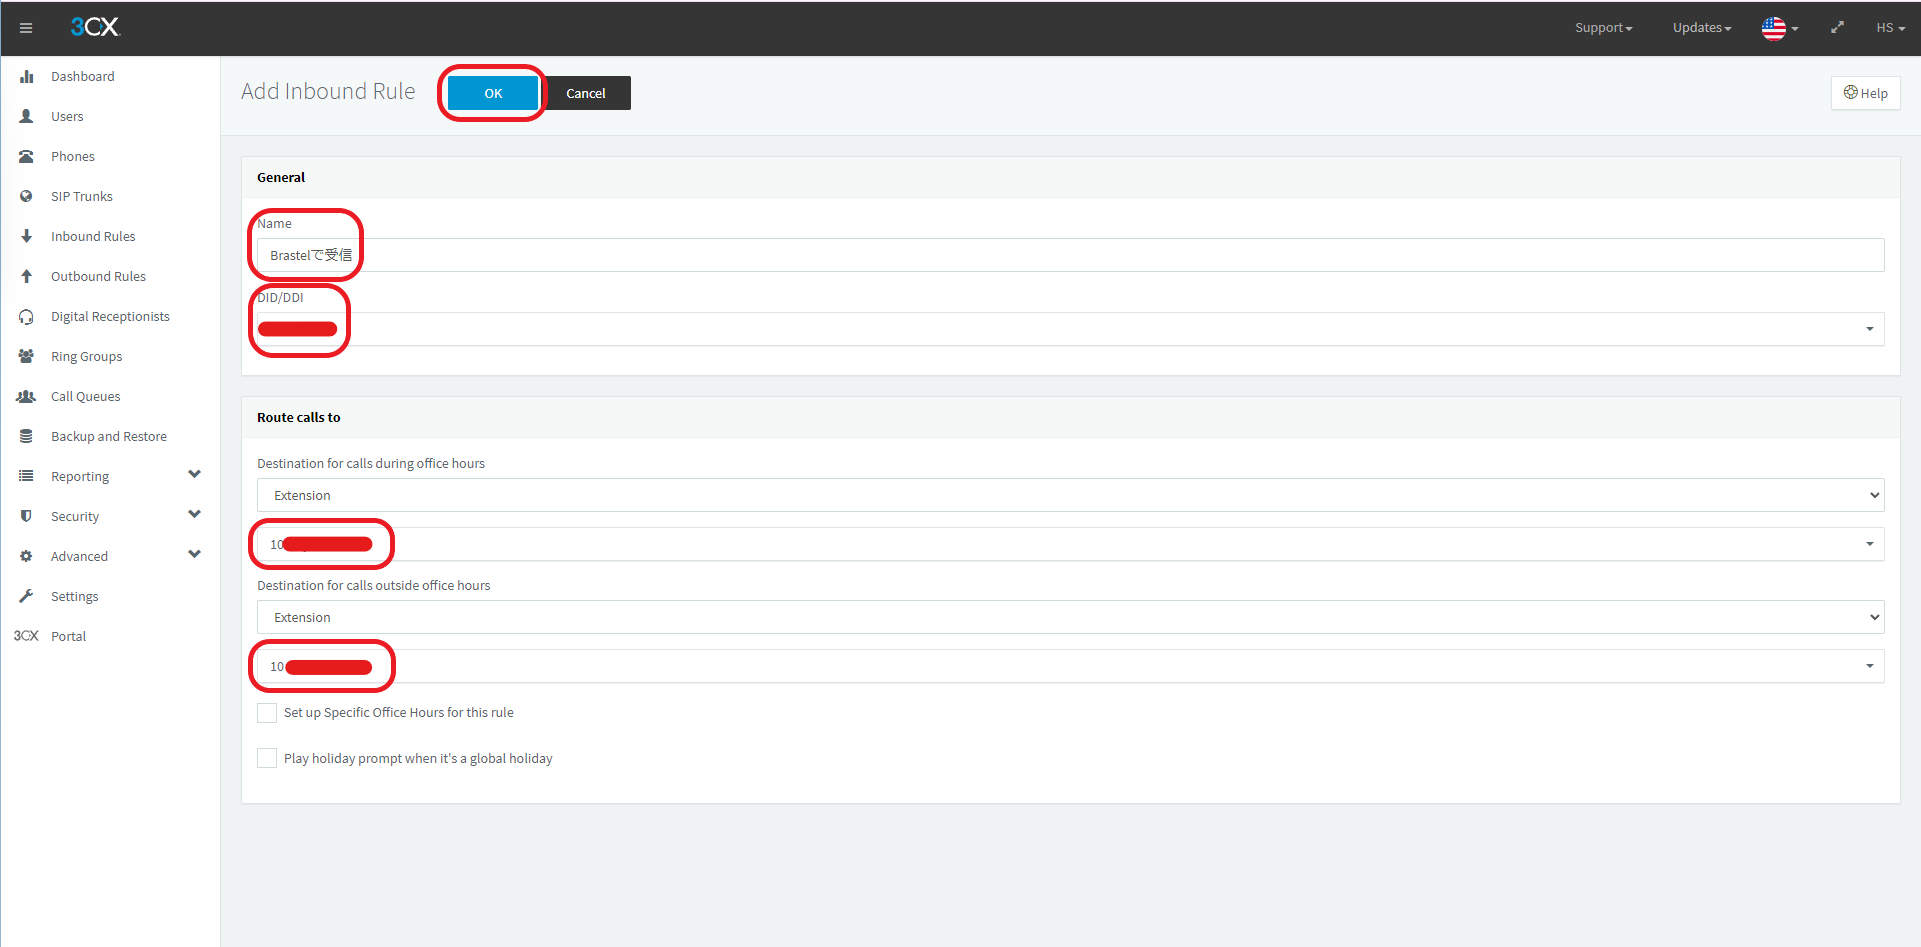 3CX
Support
Updates
HS
Dashboard
Users
Phones
SIP Trunks
Inbound Rules
Outbound Rules
Digital Receptionists
Ring Groups
Call Queues
Backup and Restore
Reporting
Security
Advanced
Settings
3CX Portal
Add Inbound Rule
OK
Cancel
Help
General
Name
Brastelで受信
DID/DDI
Route calls to
Destination for calls during office hours
Extension
10
Destination for calls outside office hours
Extension
10
Set up Specific Office Hours for this rule
Play holiday prompt when it's a global holiday